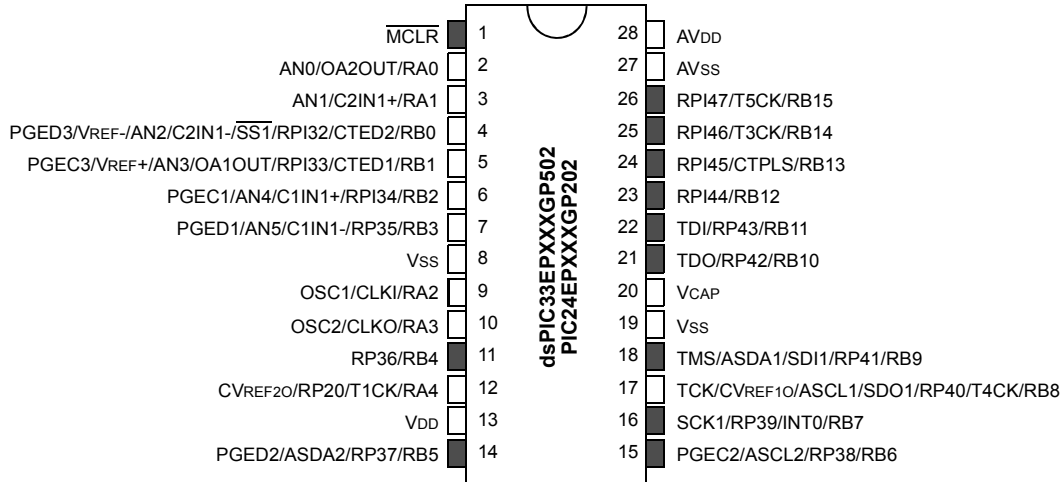 MCLR 1 28 AVDD
AN0/OA2OUT/RA0 2 27 AVSS
AN1/C2IN1+/RA1 3 26 RPI47/T5CK/RB15
PGED3/VREF-/AN2/C2IN1-/SS1/RPI32/CTED2/RB0 4 25 RPI46/T3CK/RB14
PGEC3/VREF+/AN3/OA1OUT/RPI33/CTED1/RB1 5 24 RPI45/CTPLS/RB13
PGEC1/AN4/C1IN1+/RPI34/RB2 6 23 RPI44/RB12
PGED1/AN5/C1IN1-/RP35/RB3 7 22 TDI/RP43/RB11
VSS 8 21 TDO/RP42/RB10
OSC1/CLKI/RA2 9 20 VCAP
OSC2/CLKO/RA3 10 19 VSS
RP36/RB4 11 18 TMS/ASDA1/SDI1/RP41/RB9
CVREF2O/RP20/T1CK/RA4 12 17 TCK/CVREF1O/ASCL1/SDO1/RP40/T4CK/RB8
VDD 13 16 SCK1/RP39/INT0/RB7
PGED2/ASDA2/RP37/RB5 14 15 PGEC2/ASCL2/RP38/RB6
dsPIC33EPXXXGP502
PIC24EPXXXGP202